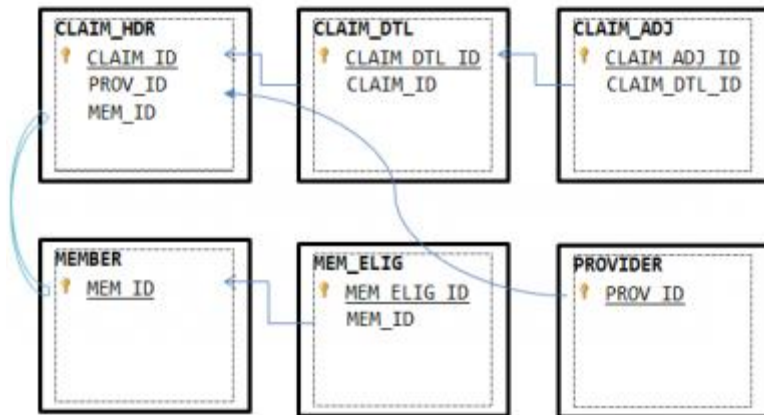 CLAIM_HDR
CLAIM_ID
PROV_ID
MEM_ID
CLAIM_DTL
CLAIM_DTL_ID
CLAIM_ID
CLAIM_ADJ
CLAIM_ADJ_ID
CLAIM_DTL_ID
MEMBER
MEM_ID
MEM_ELIG
MEM_ELIG_ID
MEM_ID
PROVIDER
PROV_ID